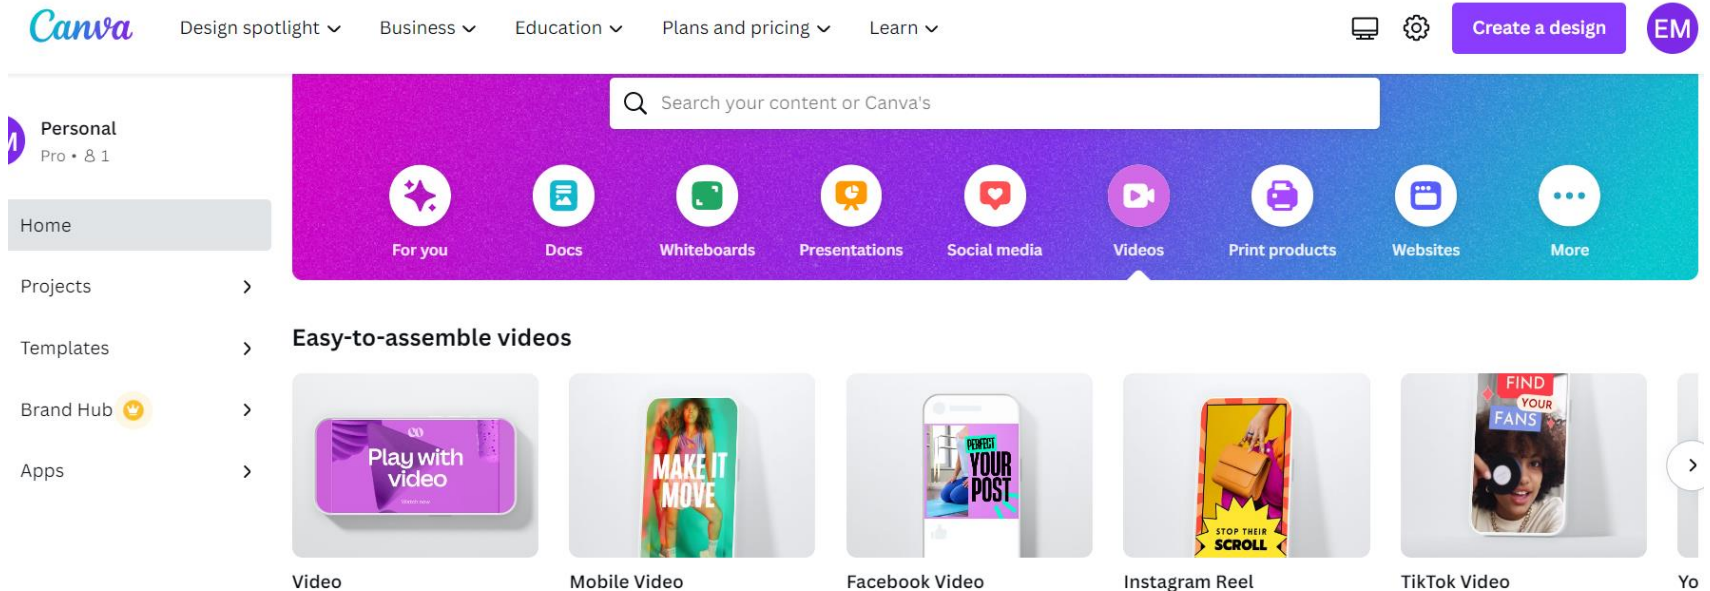 Canva
Design spotlight
Business
Education
Plans and pricing
Learn
Create a design
EM
Search your content or Canva's
Personal
Pro • 1
Home
Projects
Templates
Brand Hub
Apps
For you
Docs
Whiteboards
Presentations
Social media
Videos
Print products
Websites
More
Easy-to-assemble videos
Play with
video
MAKE IT
MOVE
PERFECT
YOUR
POST
STOP THEIR
SCROLL
FIND
YOUR
FANS
Video
Mobile Video
Facebook Video
Instagram Reel
TikTok Video
Yo